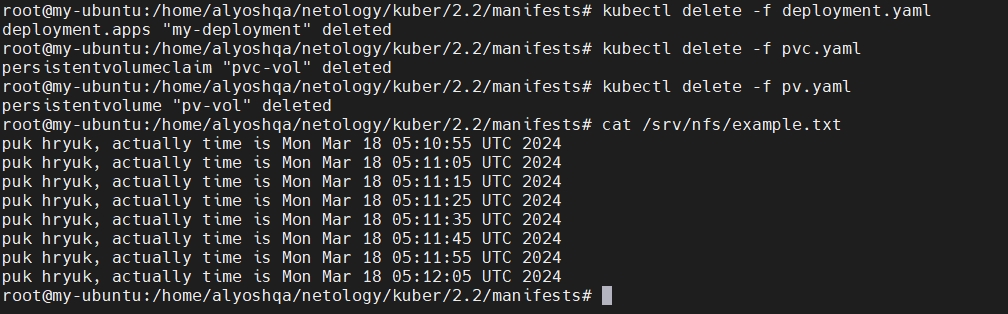 root@my-ubuntu:/home/alyoshqa/netology/kuber/2.2/manifests# kubectl delete -f deployment.yaml
deployment.apps "my-deployment" deleted
root@my-ubuntu:/home/alyoshqa/netology/kuber/2.2/manifests# kubectl delete -f pvc.yaml
persistentvolumeclaim "pvc-vol" deleted
root@my-ubuntu:/home/alyoshqa/netology/kuber/2.2/manifests# kubectl delete -f pv.yaml
persistentvolume "pv-vol" deleted
root@my-ubuntu:/home/alyoshqa/netology/kuber/2.2/manifests# cat /srv/nfs/example.txt
puk hryuk, actually time is Mon Mar 18 05:10:55 UTC 2024
puk hryuk, actually time is Mon Mar 18 05:11:05 UTC 2024
puk hryuk, actually time is Mon Mar 18 05:11:15 UTC 2024
puk hryuk, actually time is Mon Mar 18 05:11:25 UTC 2024
puk hryuk, actually time is Mon Mar 18 05:11:35 UTC 2024
puk hryuk, actually time is Mon Mar 18 05:11:45 UTC 2024
puk hryuk, actually time is Mon Mar 18 05:11:55 UTC 2024
puk hryuk, actually time is Mon Mar 18 05:12:05 UTC 2024
root@my-ubuntu:/home/alyoshqa/netology/kuber/2.2/manifests#